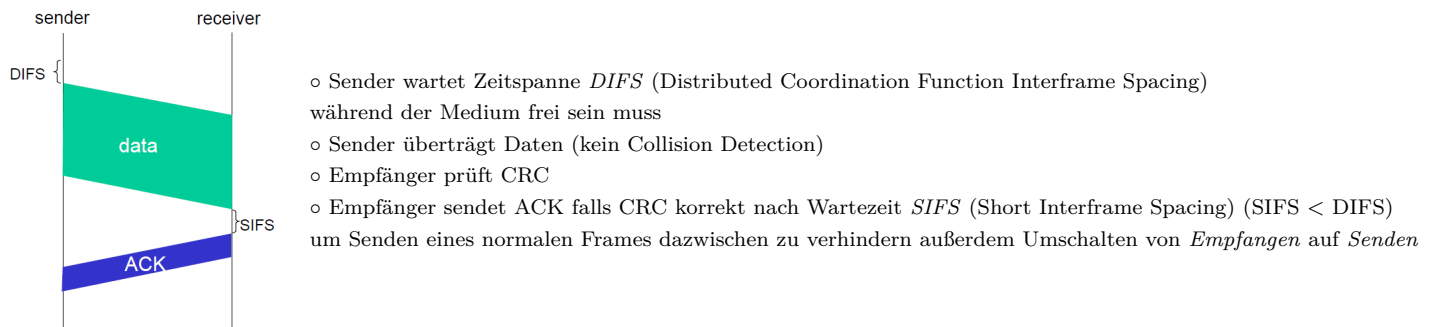 sender receiver
DIFS
data
SIFS
ACK
◦ Sender wartet Zeitspanne DIFS (Distributed Coordination Function Interframe Spacing)
während der Medium frei sein muss
◦ Sender überträgt Daten (kein Collision Detection)
◦ Empfänger prüft CRC
◦ Empfänger sendet ACK falls CRC korrekt nach Wartezeit SIFS (Short Interframe Spacing) (SIFS < DIFS)
um Senden eines normalen Frames dazwischen zu verhindern außerdem Umschalten von Empfangen auf Senden